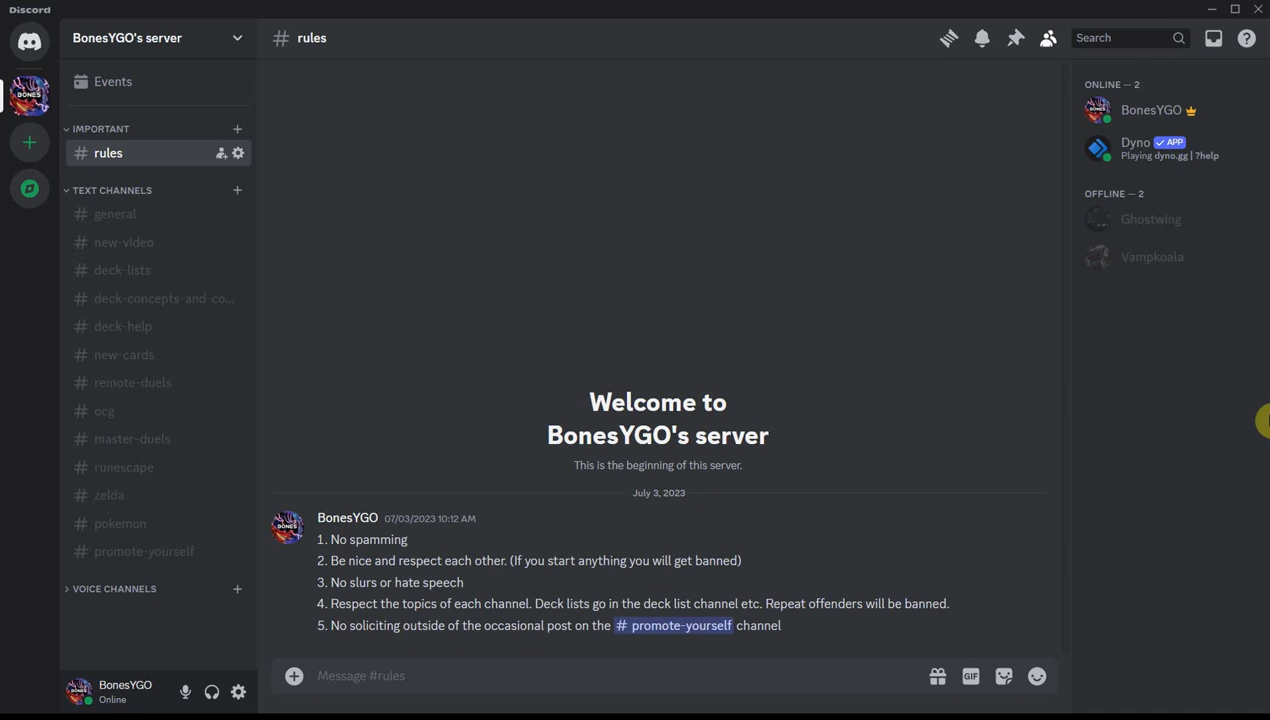 Discord
BonesYGO's server
Events
IMPORTANT
rules
TEXT CHANNELS
general
new-video
deck-lists
deck-concepts-and-co...
deck-help
new-cards
remote-duels
ocg
master-duels
runescape
zelda
pokemon
promote-yourself
VOICE CHANNELS
BonesYGO
Online
# rules
Search
Welcome to
BonesYGO's server
This is the beginning of this server.
July 3, 2023
BonesYGO 07/03/2023 10:12 AM
1. No spamming
2. Be nice and respect each other. (If you start anything you will get banned)
3. No slurs or hate speech
4. Respect the topics of each channel. Deck lists go in the deck list channel etc. Repeat offenders will be banned.
5. No soliciting outside of the occasional post on the # promote-yourself channel
Message #rules
GIF
ONLINE — 2
BonesYGO
Dyno APP
Playing dyno.gg | ?help
OFFLINE — 2
Ghostwing
Vampkoala
BONES